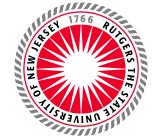 RUTGERS THE STATE UNIVERSITY OF NEW JERSEY
1766